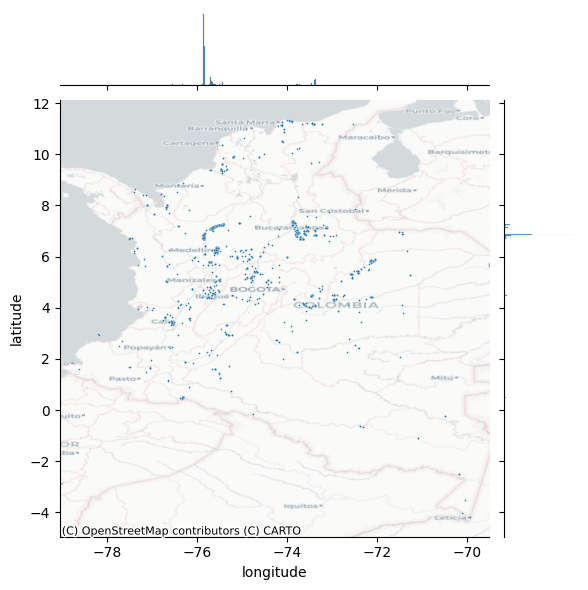 12
10
8
6
4
2
0
−2
−4
latitude
−78
−76
−74
−72
−70
longitude
Santa Marta
Barranquilla
Cartagena
Punto Fijo
Coro
Maracaibo
Barquisimeto
Mérida
Montería
San Cristóbal
Bucaramanga
Medellín
Manizales
Ibagué
BOGOTÁ
COLOMBIA
Cali
Popayán
Pasto
Mitú
Iquitos
Leticia
(C) OpenStreetMap contributors (C) CARTO